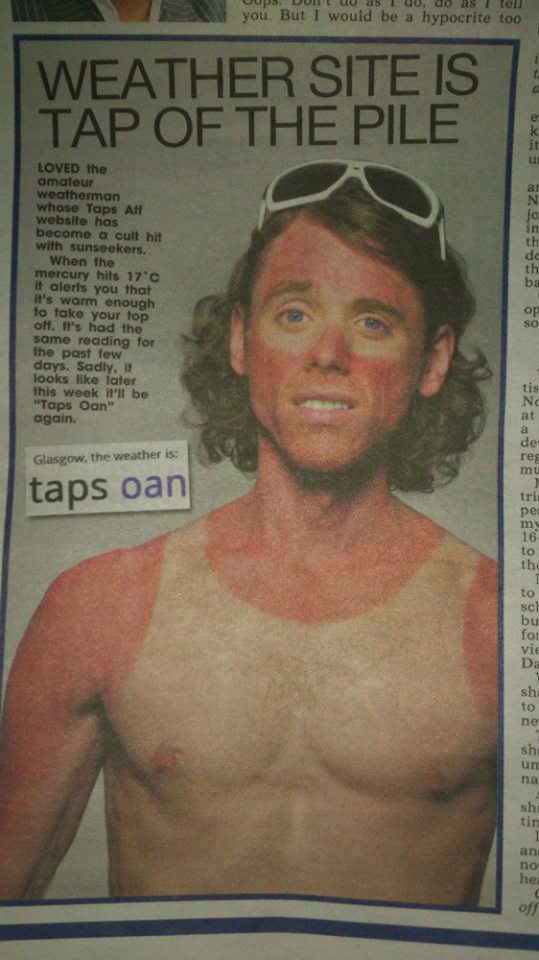 you. But I would be a hypocrite too
WEATHER SITE IS
TAP OF THE PILE
LOVED the
amateur
weatherman
whose Taps Aff
website has
become a cult hit
with sunseekers.
When the
mercury hits 17°C
it alerts you that
it's warm enough
to take your top
off. It's had the
same reading for
the past few
days. Sadly, it
looks like later
this week it'll be
"Taps Oan"
again.
Glasgow, the weather is:
taps oan